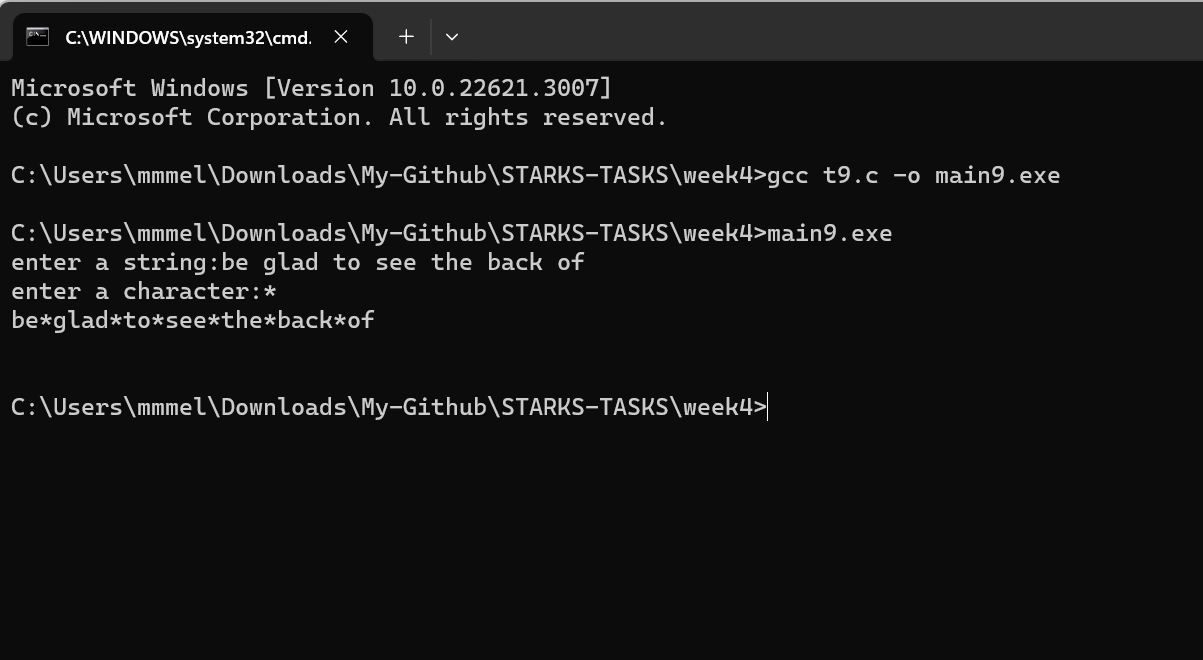 C:\WINDOWS\system32\cmd.
Microsoft Windows [Version 10.0.22621.3007]
(c) Microsoft Corporation. All rights reserved.
C:\Users\mmmel\Downloads\My-Github\STARKS-TASKS\week4>gcc t9.c -o main9.exe
C:\Users\mmmel\Downloads\My-Github\STARKS-TASKS\week4>main9.exe
enter a string:be glad to see the back of
enter a character:*
be*glad*to*see*the*back*of
C:\Users\mmmel\Downloads\My-Github\STARKS-TASKS\week4>